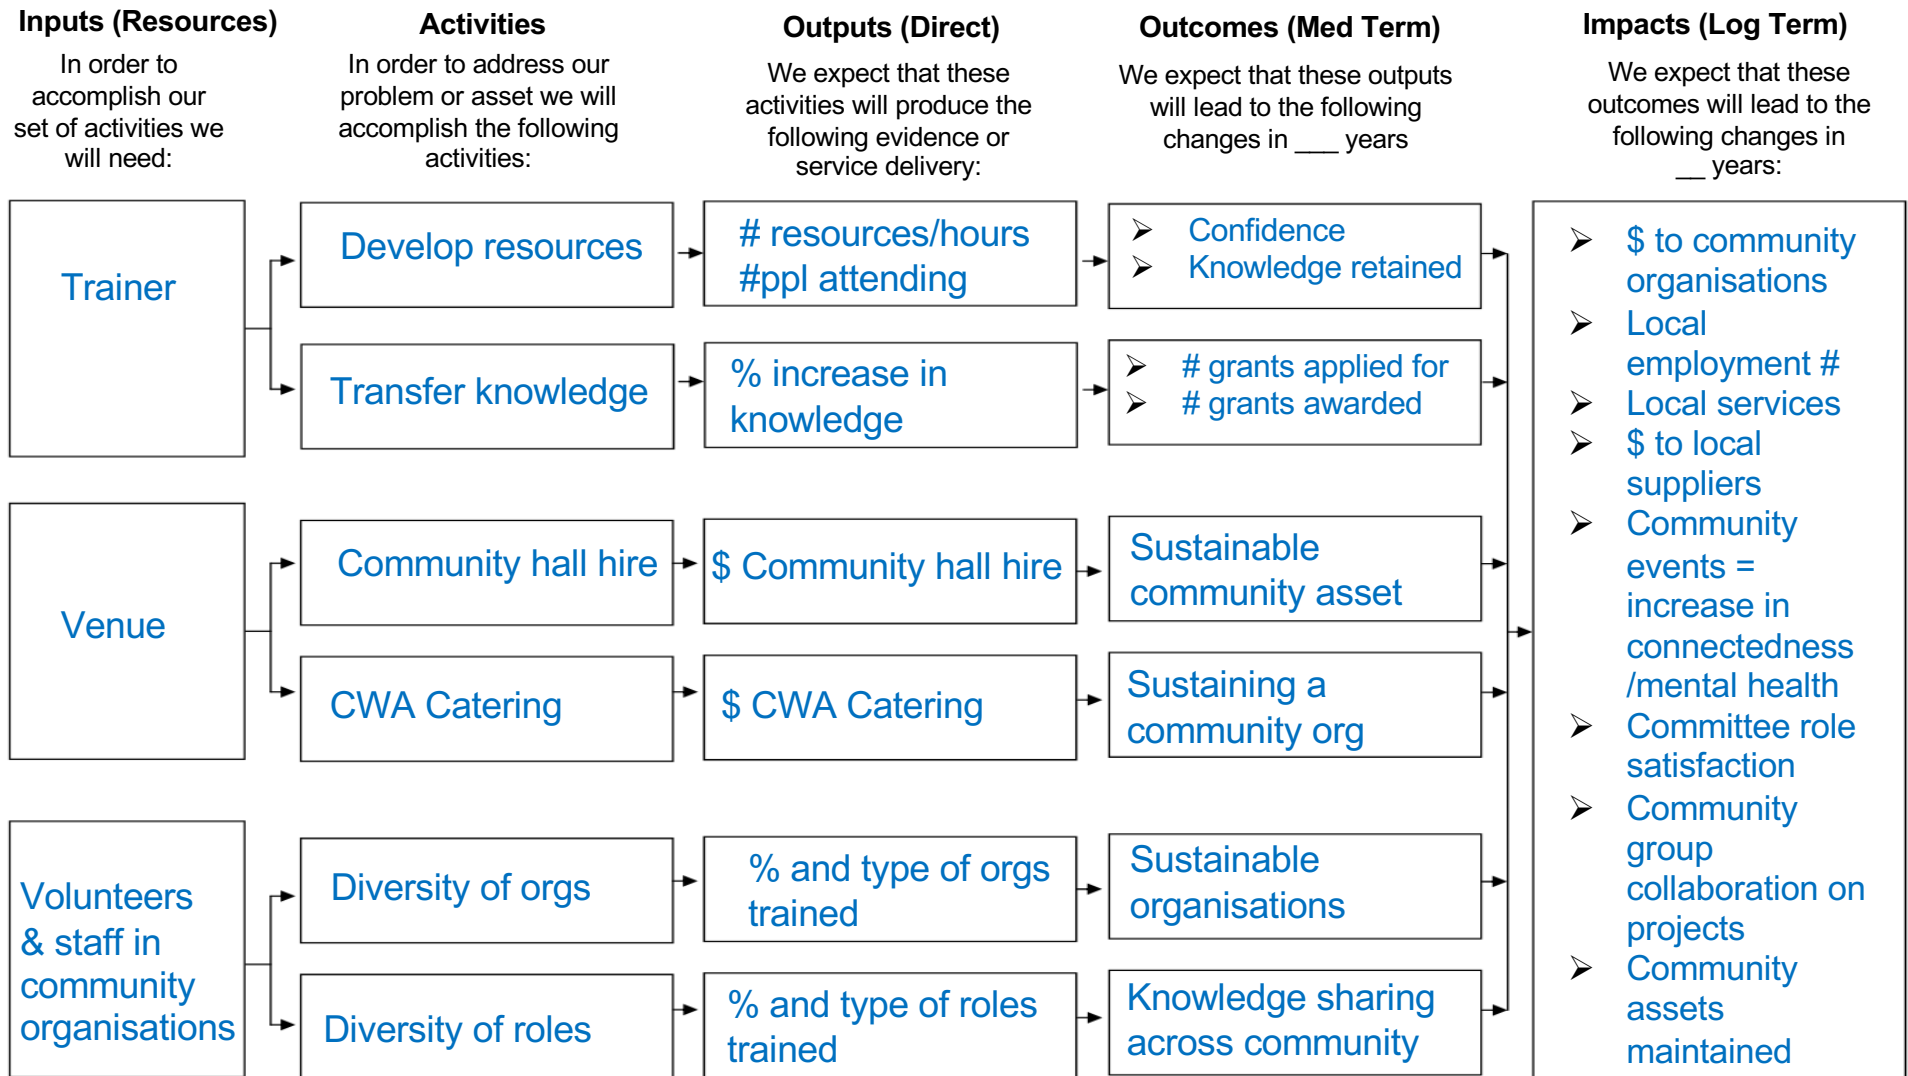 Inputs (Resources)
In order to
accomplish our
set of activities we
will need:
Activities
In order to address our
problem or asset we will
accomplish the following
activities:
Outputs (Direct)
We expect that these
activities will produce the
following evidence or
service delivery:
Outcomes (Med Term)
We expect that these outputs
will lead to the following
changes in ___ years
Impacts (Log Term)
We expect that these
outcomes will lead to the
following changes in
__ years:
Trainer
Develop resources
# resources/hours
#ppl attending
➢ Confidence
➢ Knowledge retained
Transfer knowledge
% increase in
knowledge
➢ # grants applied for
➢ # grants awarded
Venue
Community hall hire
$ Community hall hire
Sustainable
community asset
CWA Catering
$ CWA Catering
Sustaining a
community org
Volunteers
& staff in
community
organisations
Diversity of orgs
% and type of orgs
trained
Sustainable
organisations
Diversity of roles
% and type of roles
trained
Knowledge sharing
across community
➢ $ to community
organisations
➢ Local
employment #
➢ Local services
➢ $ to local
suppliers
➢ Community
events =
increase in
connectedness
/mental health
➢ Committee role
satisfaction
➢ Community
group
collaboration on
projects
➢ Community
assets
maintained